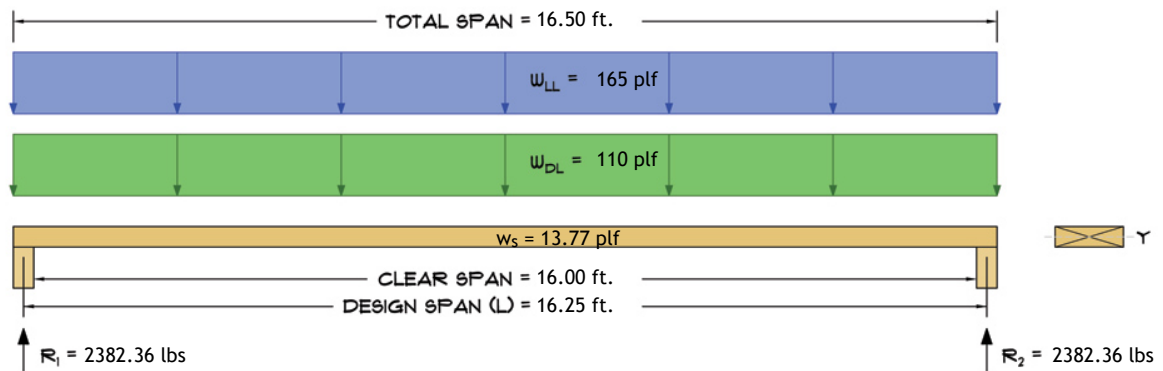 TOTAL SPAN = 16.50 ft.
wLL = 165 plf
wDL = 110 plf
ws = 13.77 plf
Y
CLEAR SPAN = 16.00 ft.
DESIGN SPAN (L) = 16.25 ft.
R1 = 2382.36 lbs
R2 = 2382.36 lbs